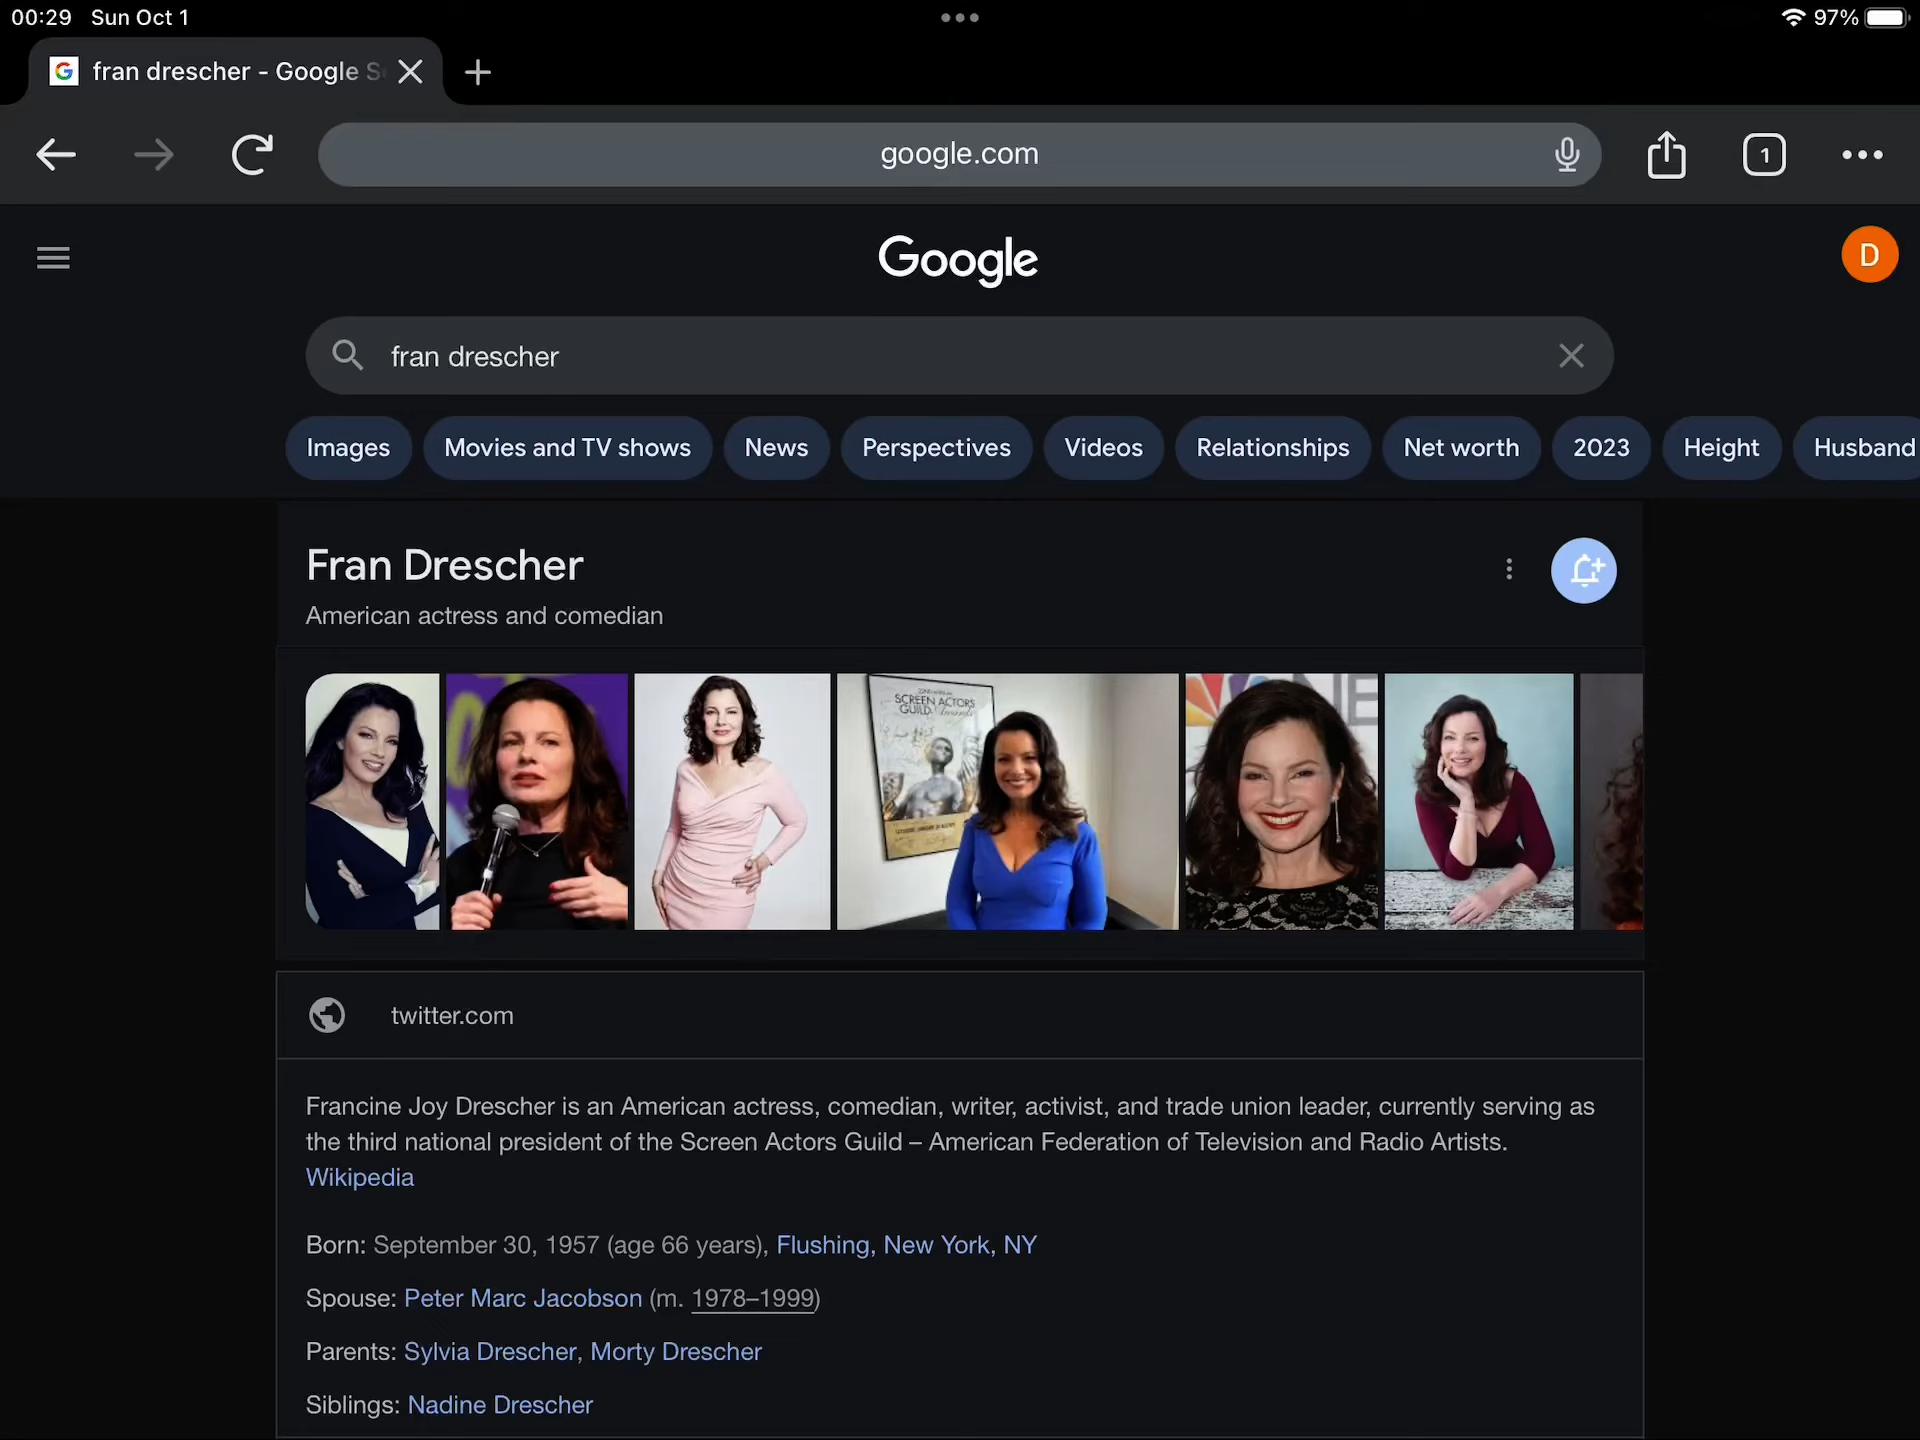 00:29 Sun Oct 1
97%
fran drescher - Google S
google.com
1
Google
D
fran drescher
Images Movies and TV shows News Perspectives Videos Relationships Net worth 2023 Height Husband
Fran Drescher
American actress and comedian
SCREEN ACTORS
GUILD Awards
twitter.com
Francine Joy Drescher is an American actress, comedian, writer, activist, and trade union leader, currently serving as
the third national president of the Screen Actors Guild – American Federation of Television and Radio Artists.
Wikipedia
Born: September 30, 1957 (age 66 years), Flushing, New York, NY
Spouse: Peter Marc Jacobson (m. 1978–1999)
Parents: Sylvia Drescher, Morty Drescher
Siblings: Nadine Drescher